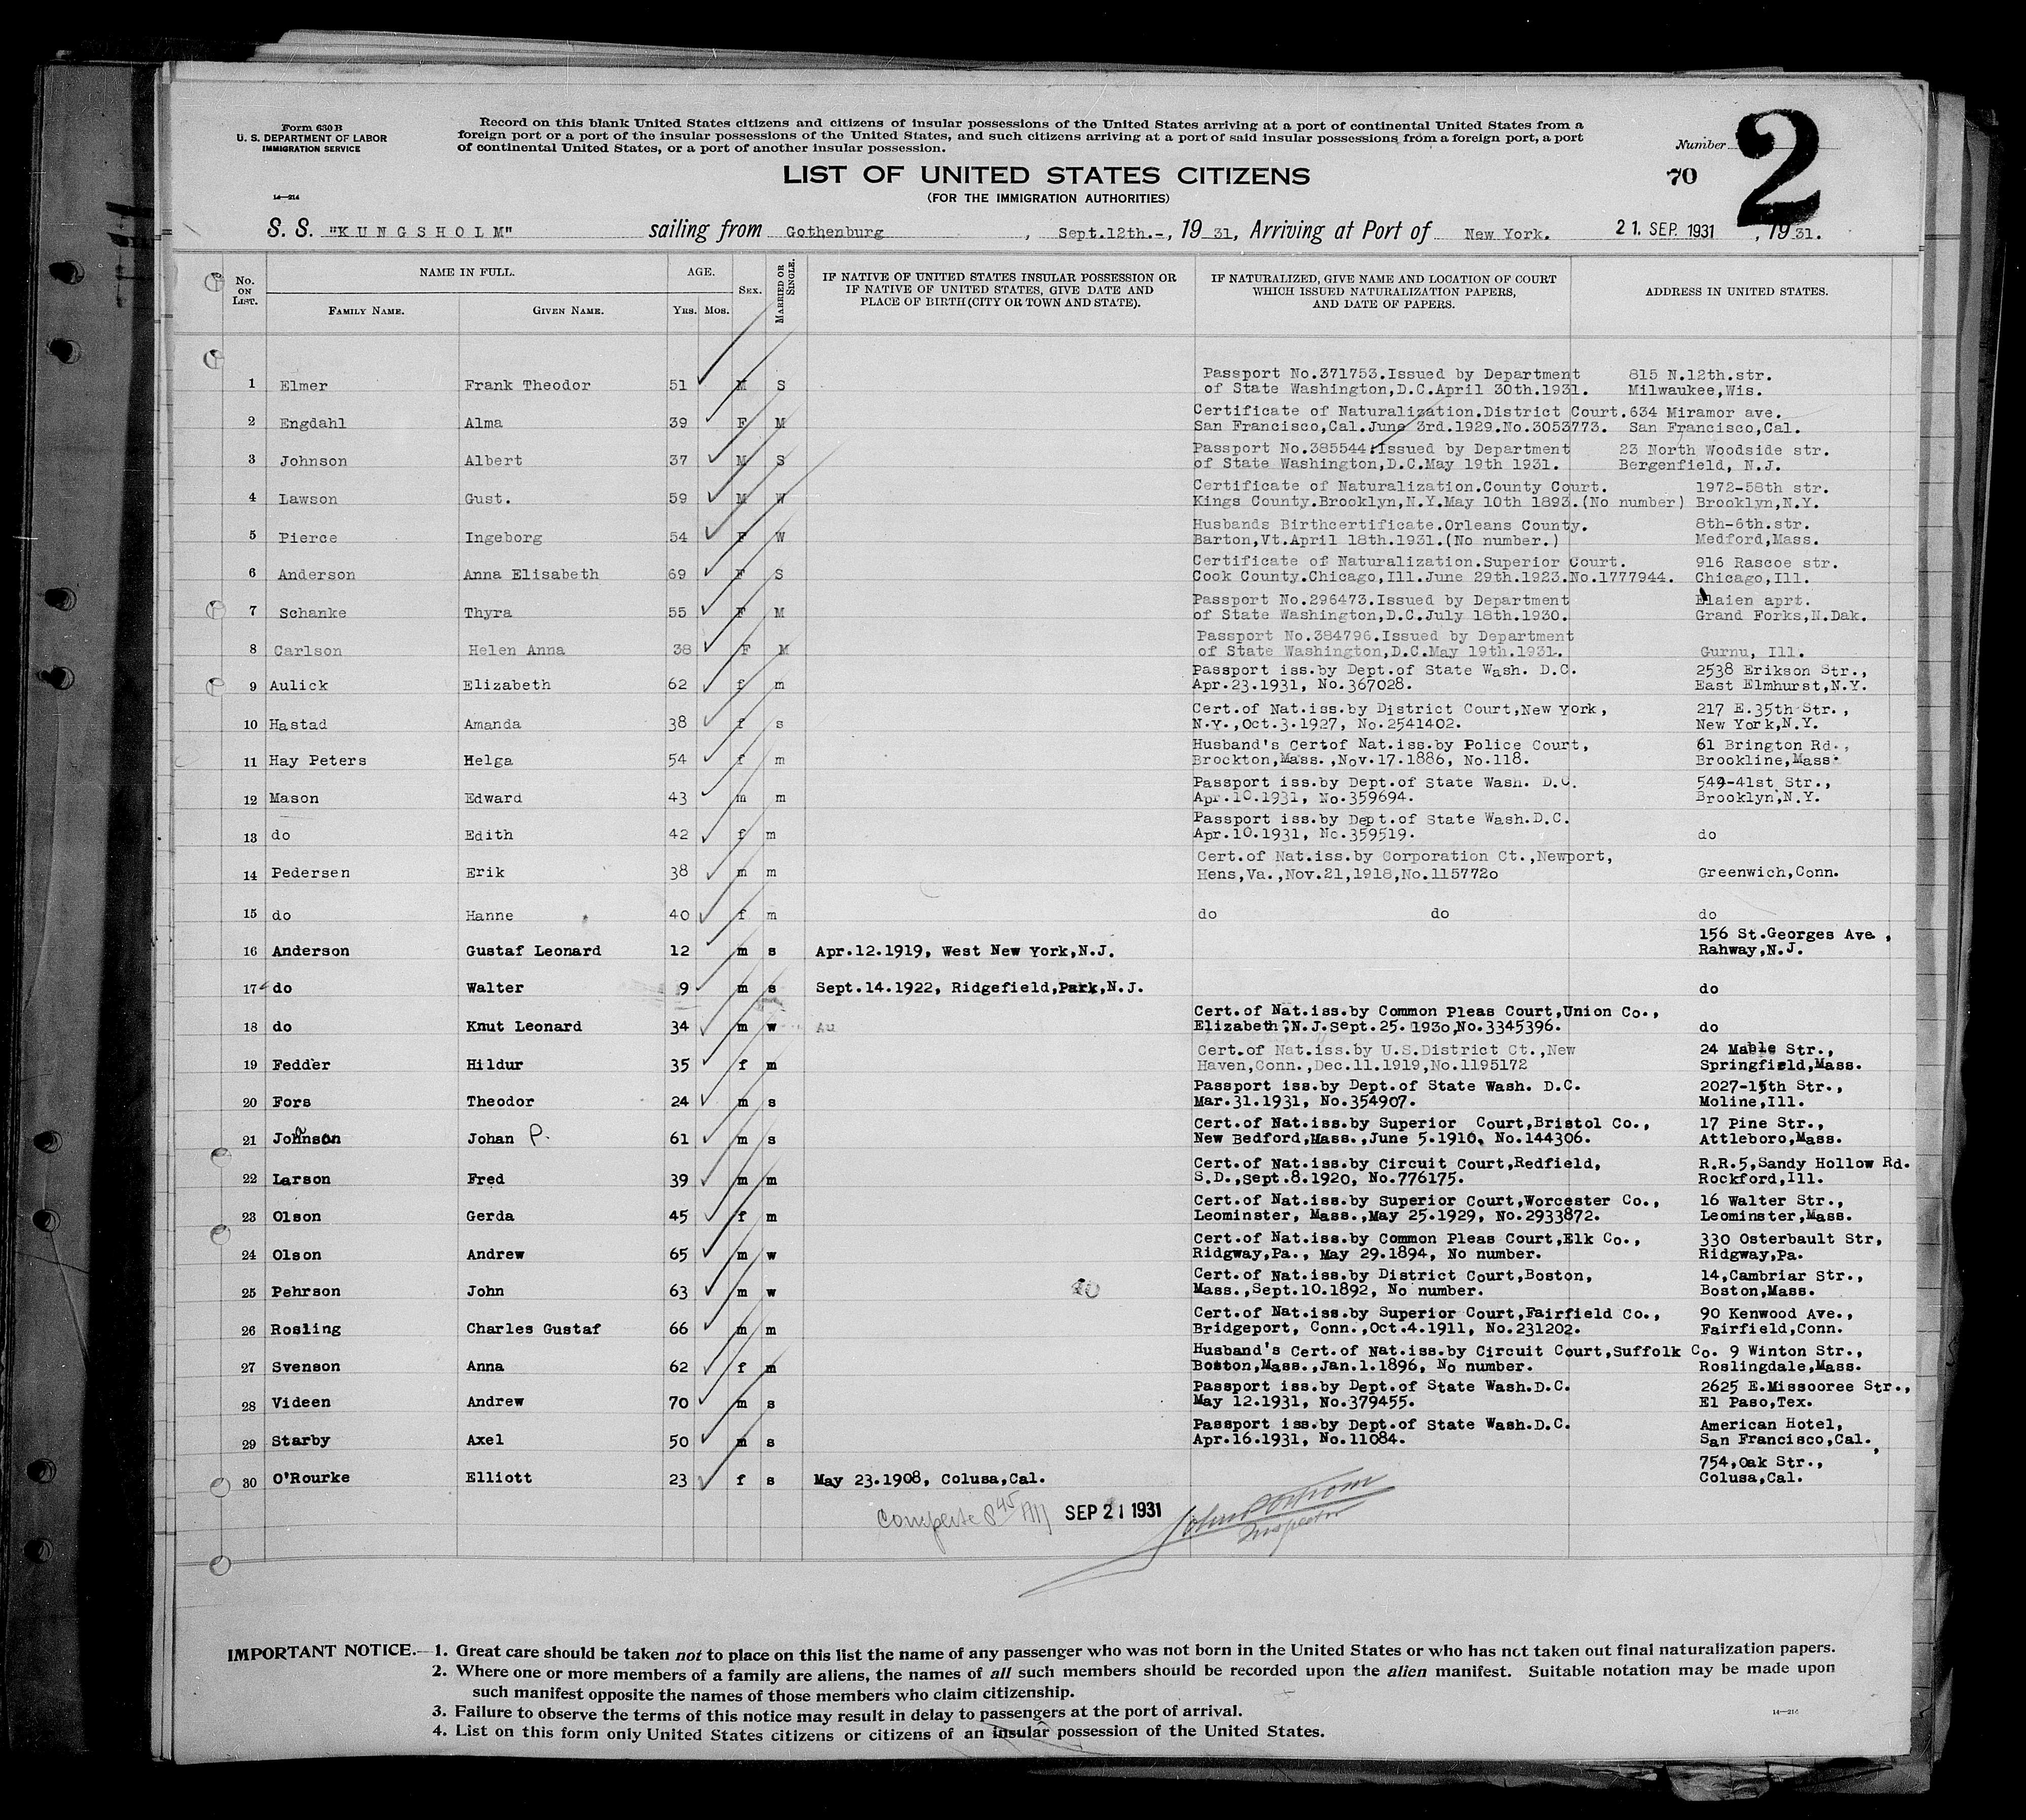 Form 630 B
U. S. DEPARTMENT OF LABOR
IMMIGRATION SERVICE
14—214
Record on this blank United States citizens and citizens of insular possessions of the United States arriving at a port of continental United States from a
foreign port or a port of the insular possessions of the United States, and such citizens arriving at a port of said insular possessions from a foreign port, a port
of continental United States, or a port of another insular possession.
Number 2
LIST OF UNITED STATES CITIZENS
70
(FOR THE IMMIGRATION AUTHORITIES)
S. S. "KUNGSHOLM" sailing from Gothenburg, Sept.12th.-, 1931, Arriving at Port of New York. 21. SEP. 1931, 1931.
No. ON LIST. NAME IN FULL. FAMILY NAME. GIVEN NAME. AGE. YRS. MOS. SEX. MARRIED OR SINGLE. IF NATIVE OF UNITED STATES INSULAR POSSESSION OR IF NATIVE OF UNITED STATES, GIVE DATE AND PLACE OF BIRTH (CITY OR TOWN AND STATE). IF NATURALIZED, GIVE NAME AND LOCATION OF COURT WHICH ISSUED NATURALIZATION PAPERS, AND DATE OF PAPERS. ADDRESS IN UNITED STATES.
1 Elmer Frank Theodor 51 M S Passport No.371753.Issued by Department of State Washington,D.C.April 30th.1931. 815 N.12th.str. Milwaukee,Wis.
2 Engdahl Alma 39 F M Certificate of Naturalization.District Court. San Francisco,Cal.June 3rd.1929.No.3053773. 634 Miramor ave. San Francisco,Cal.
3 Johnson Albert 37 M S Passport No.385544.Issued by Department of State Washington,D.C.May 19th 1931. 23 North Woodside str. Bergenfield, N.J.
4 Lawson Gust. 59 M W Certificate of Naturalization.County Court. Kings County.Brooklyn,N.Y.May 10th 1893.(No number) 1972-58th str. Brooklyn,N.Y.
5 Pierce Ingeborg 54 F W Husbands Birthcertificate.Orleans County. Barton,Vt.April 18th.1931.(No number.) 8th-6th.str. Medford,Mass.
6 Anderson Anna Elisabeth 69 F S Certificate of Naturalization.Superior Court. Cook County.Chicago,Ill.June 29th.1923.No.1777944. 916 Rascoe str. Chicago,Ill.
7 Schanke Thyra 55 F M Passport No.296473.Issued by Department of State Washington,D.C.July 18th.1930. Elaien aprt. Grand Forks,N.Dak.
8 Carlson Helen Anna 38 F M Passport No.384796.Issued by Department of State Washington,D.C.May 19th.1931. Gurnu, Ill.
9 Aulick Elizabeth 62 f m Passport iss.by Dept.of State Wash. D.C. Apr.23.1931, No.367028. 2538 Erikson Str., East Elmhurst,N.Y.
10 Hastad Amanda 38 f s Cert.of Nat.iss.by District Court,New York, N.Y.,Oct.3.1927, No.2541402. 217 E.35th Str., New York,N.Y.
11 Hay Peters Helga 54 f m Husband's Certof Nat.iss.by Police Court, Brockton,Mass.,Nov.17.1886, No.118. 61 Brington Rd., Brookline,Mass.
12 Mason Edward 43 m m Passport iss.by Dept.of State Wash. D.C. Apr.10.1931, No.359694. 549-41st Str., Brooklyn,N.Y.
13 do Edith 42 f m Passport iss.by Dept.of State Wash.D.C. Apr.10.1931, No.359519. do
14 Pedersen Erik 38 m m Cert.of Nat.iss.by Corporation Ct.,Newport, Hens,Va.,Nov.21,1918,No.1157720 Greenwich,Conn.
15 do Hanne 40 f m do do do
16 Anderson Gustaf Leonard 12 m s Apr.12.1919, West New York,N.J. 156 St.Georges Ave, Rahway,N.J.
17 do Walter 9 m s Sept.14.1922, Ridgefield,Park,N.J. do
18 do Knut Leonard 34 m w Au Cert.of Nat.iss.by Common Pleas Court,Union Co., Elizabeth,N.J.Sept.25.1930,No.3345396. do
19 Fedder Hildur 35 f m Cert.of Nat.iss.by U.S.District Ct.,New Haven,Conn.,Dec.11.1919,No.1195172 24 Mable Str., Springfield,Mass.
20 Fors Theodor 24 m s Passport iss.by Dept.of State Wash. D.C. Mar.31.1931, No.354907. 2027-15th Str., Moline,Ill.
21 Johnson Johan P. 61 m s Cert.of Nat.iss.by Superior Court,Bristol Co., New Bedford,Mass.,June 5.1910, No.144306. 17 Pine Str., Attleboro,Mass.
22 Larson Fred 39 m m Cert.of Nat.iss.by Circuit Court,Redfield, S.D.,Sept.8.1920, No.776175. R.R.5,Sandy Hollow Rd. Rockford,Ill.
23 Olson Gerda 45 f m Cert.of Nat.iss.by Superior Court,Worcester Co., Leominster, Mass.,May 25.1929, No.2933872. 16 Walter Str., Leominster,Mass.
24 Olson Andrew 65 m w Cert.of Nat.iss.by Common Pleas Court,Elk Co., Ridgway,Pa., May 29.1894, No number. 330 Osterbault Str, Ridgway,Pa.
25 Pehrson John 63 m w Cert.of Nat.iss.by District Court,Boston, Mass.,Sept.10.1892, No number. 14,Cambriar Str., Boston,Mass.
26 Rosling Charles Gustaf 66 m m Cert.of Nat.iss.by Superior Court,Fairfield Co., Bridgeport, Conn.,Oct.4.1911, No.231202. 90 Kenwood Ave., Fairfield,Conn.
27 Svenson Anna 62 f m Husband's Cert.of Nat.iss.by Circuit Court,Suffolk Co. Boston,Mass.,Jan.1.1896, No number. 9 Winton Str., Roslingdale,Mass.
28 Videen Andrew 70 m s Passport iss.by Dept.of State Wash.D.C. May 12.1931, No.379455. 2625 E.Missooree Str., El Paso,Tex.
29 Starby Axel 50 m s Passport iss.by Dept.of State Wash.D.C. Apr.16.1931, No.11084. American Hotel, San Francisco,Cal.,
30 O'Rourke Elliott 23 f s May 23.1908, Colusa,Cal. 754,Oak Str., Colusa,Cal.
SEP 21 1931
Inspector
IMPORTANT NOTICE.—1. Great care should be taken not to place on this list the name of any passenger who was not born in the United States or who has not taken out final naturalization papers.
2. Where one or more members of a family are aliens, the names of all such members should be recorded upon the alien manifest. Suitable notation may be made upon
such manifest opposite the names of those members who claim citizenship.
3. Failure to observe the terms of this notice may result in delay to passengers at the port of arrival.
4. List on this form only United States citizens or citizens of an insular possession of the United States.
14—214